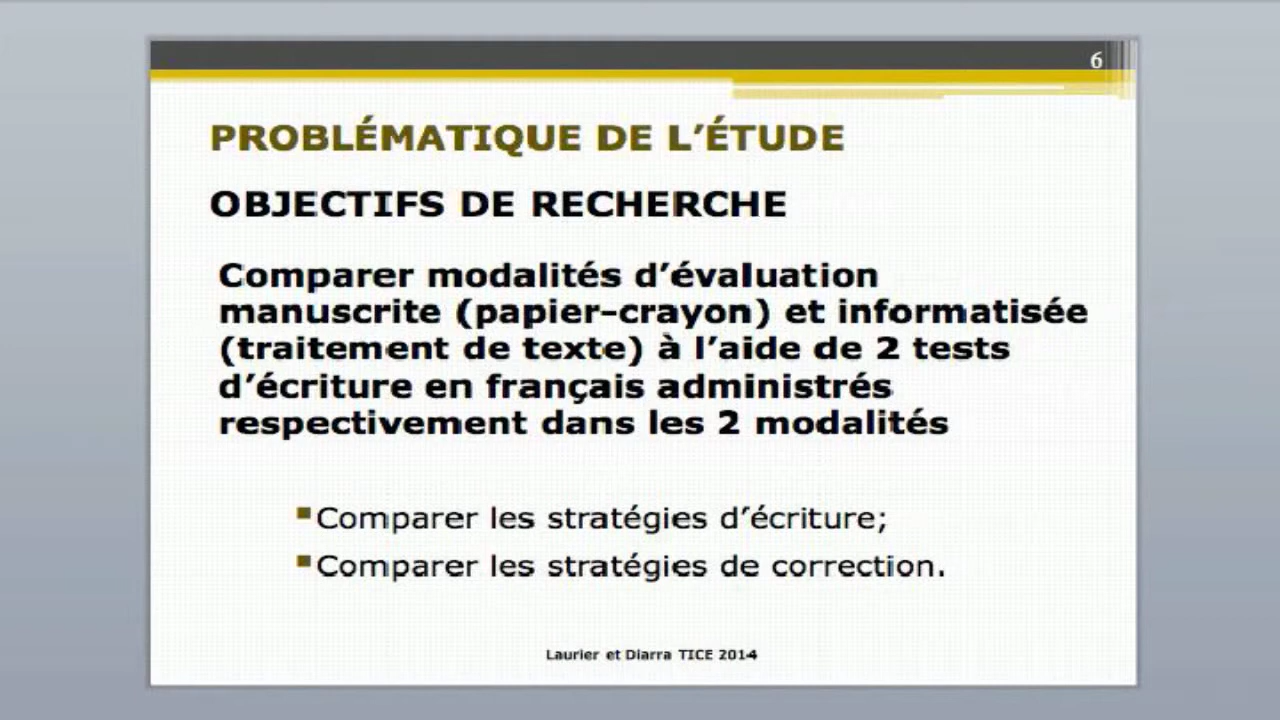 6
PROBLÉMATIQUE DE L’ÉTUDE
OBJECTIFS DE RECHERCHE
Comparer modalités d’évaluation
manuscrite (papier–crayon) et informatisée
(traitement de texte) à l’aide de 2 tests
d’écriture en français administrés
respectivement dans les 2 modalités
▪Comparer les stratégies d’écriture;
▪Comparer les stratégies de correction.
Laurier et Diarra TICE 2014